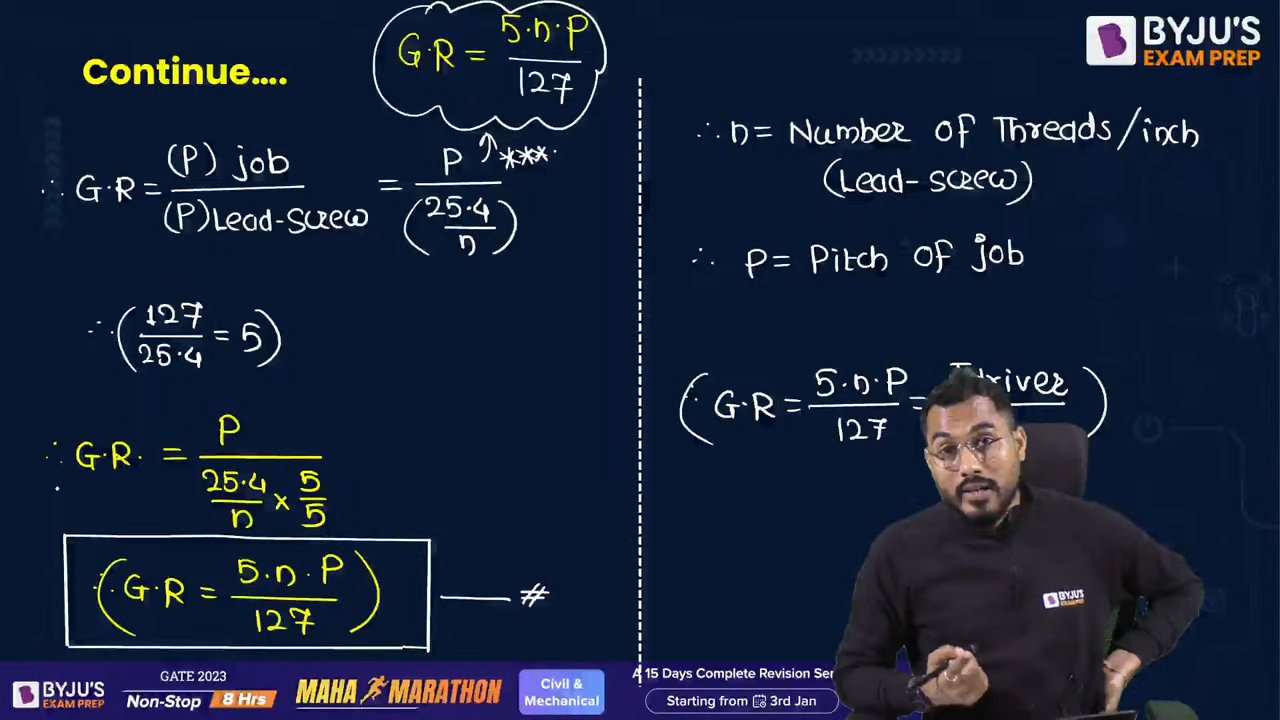 BYJU'S
EXAM PREP
Continue....
G.R = 5.n.P / 127
∴ G.R = (P) job / (P) Lead-screw = P / (25.4 / n)
***
∴ (127 / 25.4 = 5)
∴ G.R. = P / (25.4 / n × 5 / 5)
(∴ G.R = 5.n.P / 127) —— #
∴ n = Number of Threads/inch
(Lead-screw)
∴ P = Pitch of job
(∴ G.R = 5.n.P / 127 =
BYJU'S
BYJU'S
EXAM PREP
GATE 2023
Non-Stop 8 Hrs
MAHA MARATHON
Civil &
Mechanical
A 15 Days Complete Revision Ser
Starting from 3rd Jan